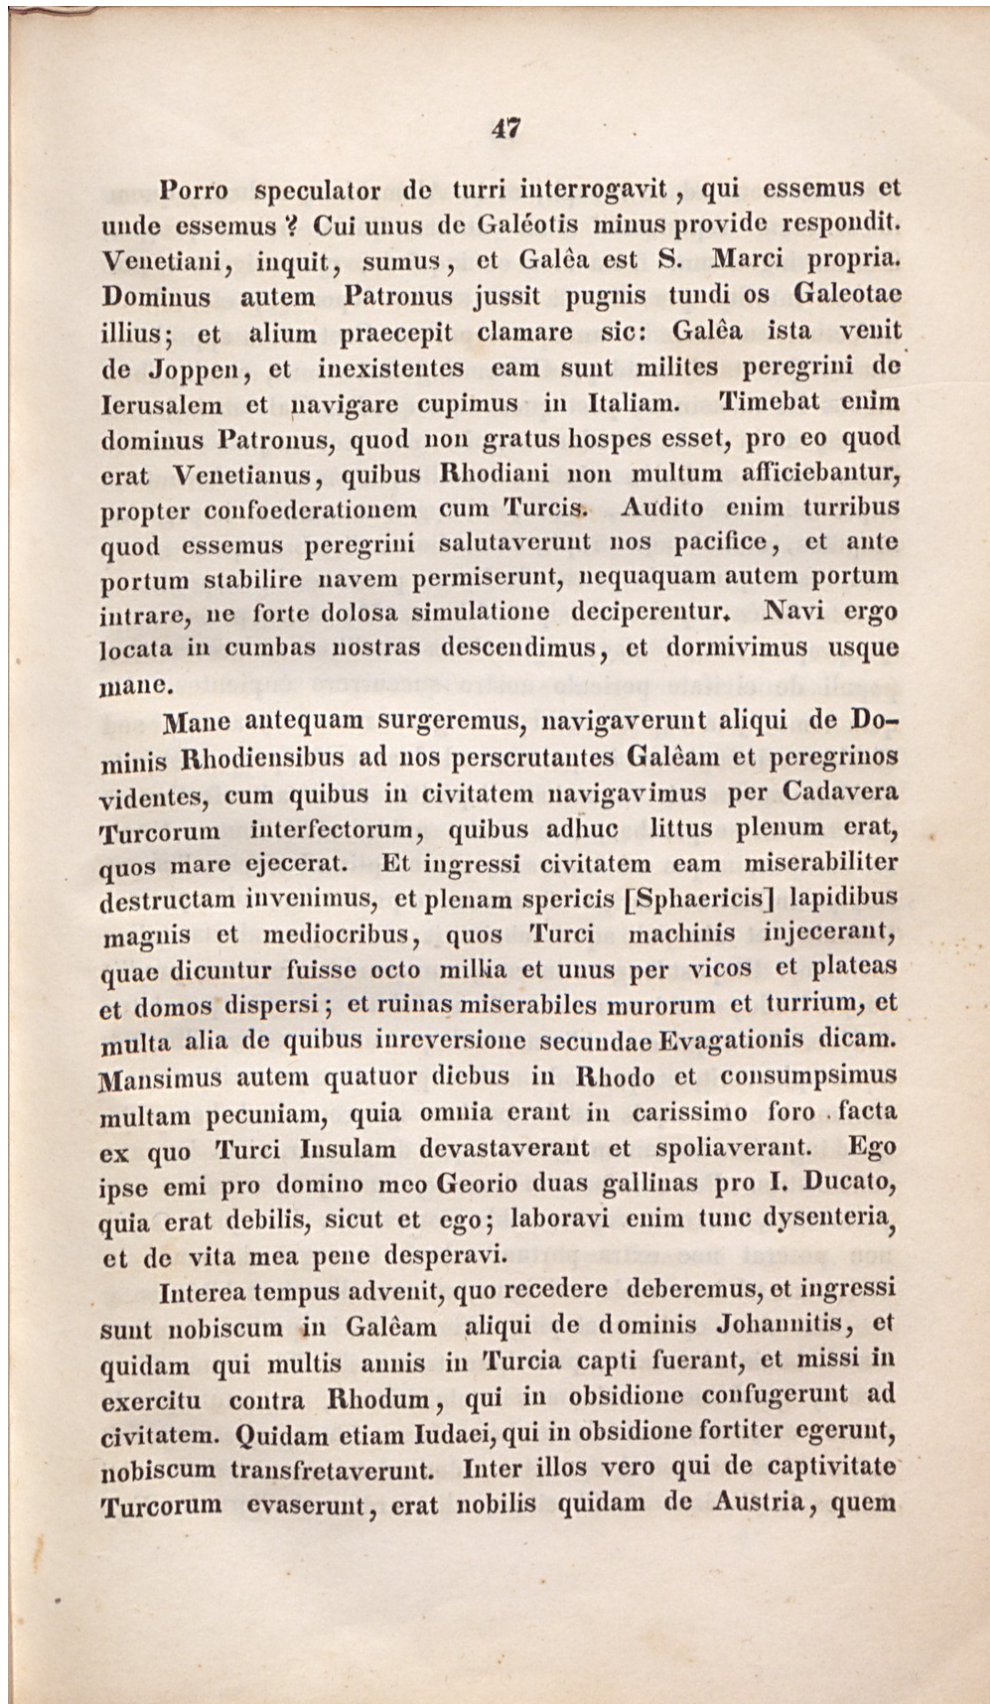 47
Porro speculator de turri interrogavit, qui essemus et
unde essemus? Cui unus de Galéotis minus provide respondit.
Venetiani, inquit, sumus, et Galêa est S. Marci propria.
Dominus autem Patronus jussit pugnis tundi os Galeotae
illius; et alium praecepit clamare sic: Galêa ista venit
de Joppen, et inexistentes eam sunt milites peregrini de
Ierusalem et navigare cupimus in Italiam. Timebat enim
dominus Patronus, quod non gratus hospes esset, pro eo quod
erat Venetianus, quibus Rhodiani non multum afficiebantur,
propter confoederationem cum Turcis. Audito enim turribus
quod essemus peregrini salutaverunt nos pacifice, et ante
portum stabilire navem permiserunt, nequaquam autem portum
intrare, ne forte dolosa simulatione deciperentur. Navi ergo
locata in cumbas nostras descendimus, et dormivimus usque
mane.
Mane antequam surgeremus, navigaverunt aliqui de Do-
minis Rhodiensibus ad nos perscrutantes Galêam et peregrinos
videntes, cum quibus in civitatem navigavimus per Cadavera
Turcorum interfectorum, quibus adhuc littus plenum erat,
quos mare ejecerat. Et ingressi civitatem eam miserabiliter
destructam invenimus, et plenam spericis [Sphaericis] lapidibus
magnis et mediocribus, quos Turci machinis injecerant,
quae dicuntur fuisse octo millia et unus per vicos et plateas
et domos dispersi; et ruinas miserabiles murorum et turrium, et
multa alia de quibus inreversione secundae Evagationis dicam.
Mansimus autem quatuor diebus in Rhodo et consumpsimus
multam pecuniam, quia omnia erant in carissimo foro facta
ex quo Turci Insulam devastaverant et spoliaverant. Ego
ipse emi pro domino meo Georio duas gallinas pro I. Ducato,
quia erat debilis, sicut et ego; laboravi enim tunc dysenteria,
et de vita mea pene desperavi.
Interea tempus advenit, quo recedere deberemus, et ingressi
sunt nobiscum in Galêam aliqui de dominis Johannitis, et
quidam qui multis annis in Turcia capti fuerant, et missi in
exercitu contra Rhodum, qui in obsidione confugerunt ad
civitatem. Quidam etiam Iudaei, qui in obsidione fortiter egerunt,
nobiscum transfretaverunt. Inter illos vero qui de captivitate
Turcorum evaserunt, erat nobilis quidam de Austria, quem